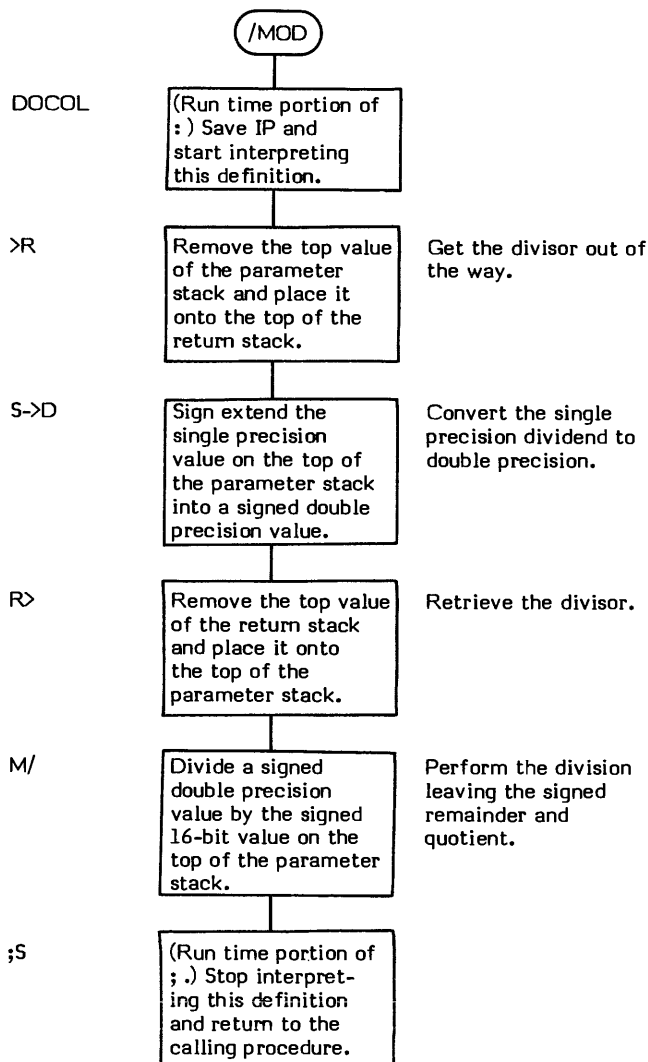 /MOD
DOCOL
(Run time portion of
: ) Save IP and
start interpreting
this definition.
>R
Remove the top value
of the parameter
stack and place it
onto the top of the
return stack.
Get the divisor out of
the way.
S->D
Sign extend the
single precision
value on the top of
the parameter stack
into a signed double
precision value.
Convert the single
precision dividend to
double precision.
R>
Remove the top value
of the return stack
and place it onto
the top of the
parameter stack.
Retrieve the divisor.
M/
Divide a signed
double precision
value by the signed
16-bit value on the
top of the parameter
stack.
Perform the division
leaving the signed
remainder and
quotient.
;S
(Run time portion of
; .) Stop interpret-
ing this definition
and return to the
calling procedure.